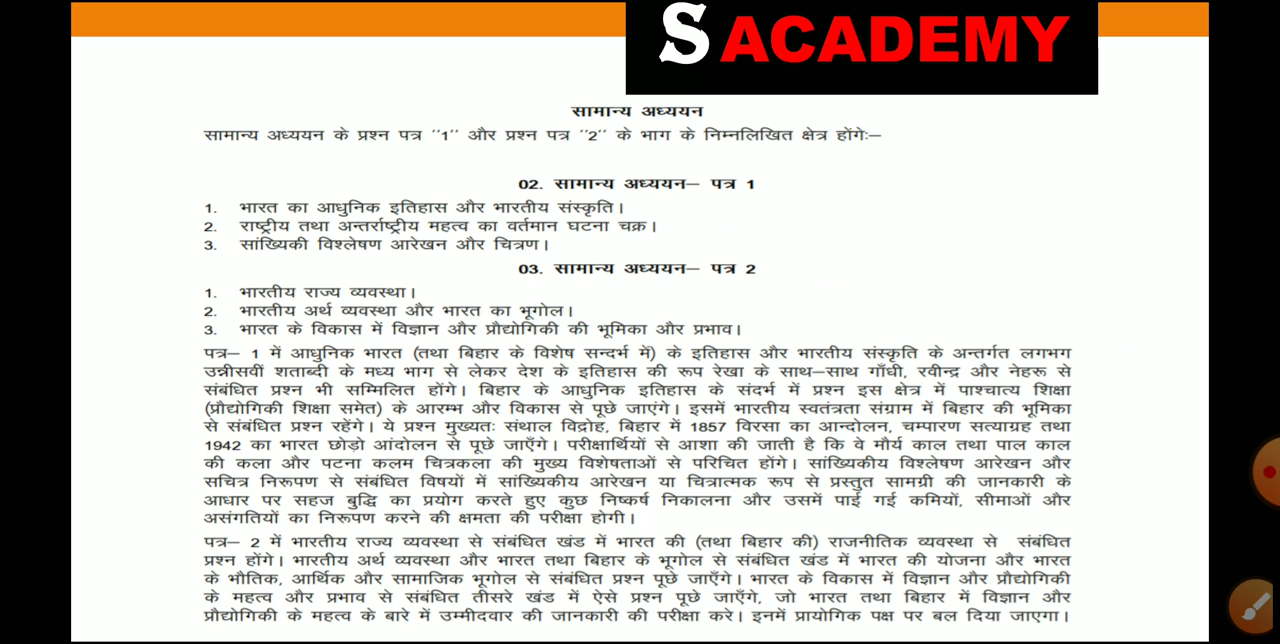 S ACADEMY
सामान्य अध्ययन
सामान्य अध्ययन के प्रश्न पत्र ''1'' और प्रश्न पत्र ''2'' के भाग के निम्नलिखित क्षेत्र होंगेः—
02. सामान्य अध्ययन— पत्र 1
1. भारत का आधुनिक इतिहास और भारतीय संस्कृति।
2. राष्ट्रीय तथा अन्तर्राष्ट्रीय महत्व का वर्तमान घटना चक्र।
3. सांख्यिकी विश्लेषण आरेखन और चित्रण।
03. सामान्य अध्ययन— पत्र 2
1. भारतीय राज्य व्यवस्था।
2. भारतीय अर्थ व्यवस्था और भारत का भूगोल।
3. भारत के विकास में विज्ञान और प्रौद्योगिकी की भूमिका और प्रभाव।
पत्र— 1 में आधुनिक भारत (तथा बिहार के विशेष सन्दर्भ में) के इतिहास और भारतीय संस्कृति के अन्तर्गत लगभग
उन्नीसवीं शताब्दी के मध्य भाग से लेकर देश के इतिहास की रूप रेखा के साथ—साथ गाँधी, रवीन्द्र और नेहरू से
संबंधित प्रश्न भी सम्मिलित होंगे। बिहार के आधुनिक इतिहास के संदर्भ में प्रश्न इस क्षेत्र में पाश्चात्य शिक्षा
(प्रौद्योगिकी शिक्षा समेत) के आरम्भ और विकास से पूछे जाएंगे। इसमें भारतीय स्वतंत्रता संग्राम में बिहार की भूमिका
से संबंधित प्रश्न रहेंगे। ये प्रश्न मुख्यतः संथाल विद्रोह, बिहार में 1857 विरसा का आन्दोलन, चम्पारण सत्याग्रह तथा
1942 का भारत छोड़ो आंदोलन से पूछे जाएँगे। परीक्षार्थियों से आशा की जाती है कि वे मौर्य काल तथा पाल काल
की कला और पटना कलम चित्रकला की मुख्य विशेषताओं से परिचित होंगे। सांख्यिकीय विश्लेषण आरेखन और
सचित्र निरूपण से संबंधित विषयों में सांख्यिकीय आरेखन या चित्रात्मक रूप से प्रस्तुत सामग्री की जानकारी के
आधार पर सहज बुद्धि का प्रयोग करते हुए कुछ निष्कर्ष निकालना और उसमें पाई गई कमियों, सीमाओं और
असंगतियों का निरूपण करने की क्षमता की परीक्षा होगी।
पत्र— 2 में भारतीय राज्य व्यवस्था से संबंधित खंड में भारत की (तथा बिहार की) राजनीतिक व्यवस्था से संबंधित
प्रश्न होंगे। भारतीय अर्थ व्यवस्था और भारत तथा बिहार के भूगोल से संबंधित खंड में भारत की योजना और भारत
के भौतिक, आर्थिक और सामाजिक भूगोल से संबंधित प्रश्न पूछे जाएँगे। भारत के विकास में विज्ञान और प्रौद्योगिकी
के महत्व और प्रभाव से संबंधित तीसरे खंड में ऐसे प्रश्न पूछे जाएँगे, जो भारत तथा बिहार में विज्ञान और
प्रौद्योगिकी के महत्व के बारे में उम्मीदवार की जानकारी की परीक्षा करे। इनमें प्रायोगिक पक्ष पर बल दिया जाएगा।